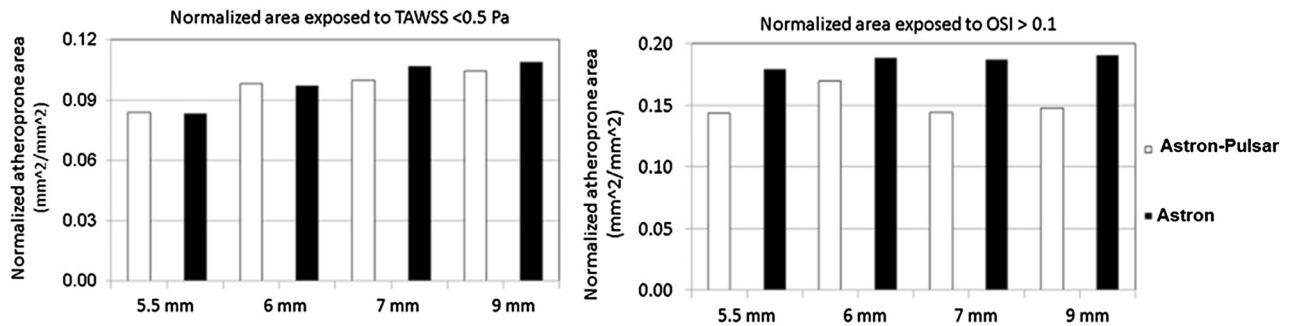 Normalized area exposed to TAWSS <0.5 Pa
Normalized atheroprone area
(mm^2/mm^2)
0.12
0.09
0.06
0.03
0.00
5.5 mm
6 mm
7 mm
9 mm
Normalized area exposed to OSI > 0.1
Normalized atheroprone area
(mm^2/mm^2)
0.20
0.15
0.10
0.05
0.00
5.5 mm
6 mm
7 mm
9 mm
Astron-Pulsar
Astron